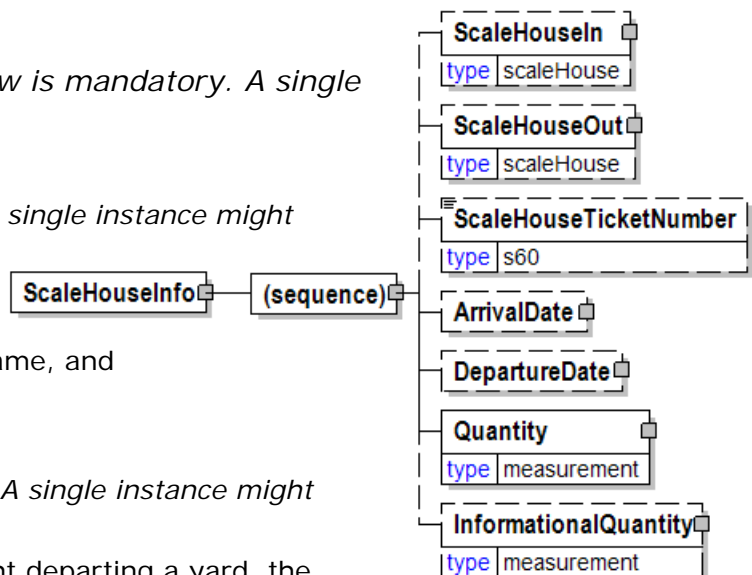 w is mandatory. A single
single instance might
ame, and
A single instance might
nt departing a yard, the
ScaleHouseInfo
(sequence)
ScaleHouseIn
type scaleHouse
ScaleHouseOut
type scaleHouse
ScaleHouseTicketNumber
type s60
ArrivalDate
DepartureDate
Quantity
type measurement
InformationalQuantity
type measurement